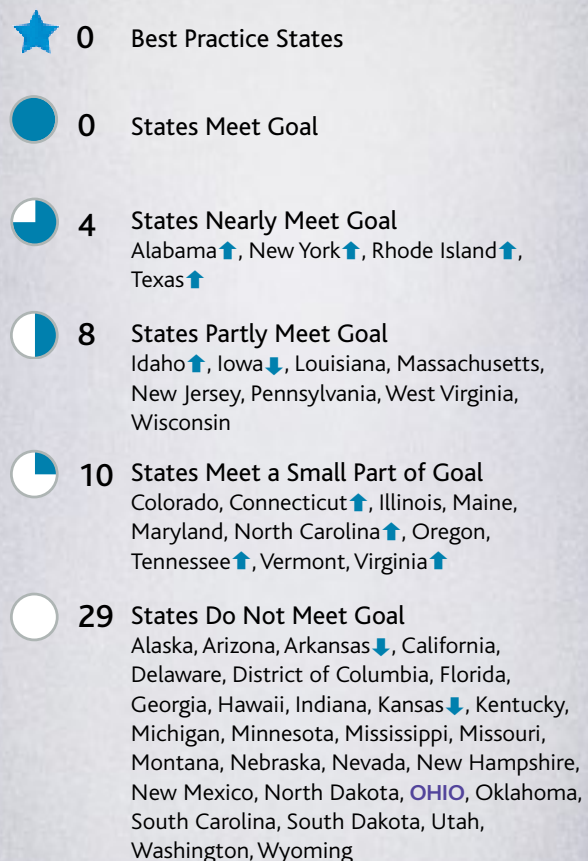 0 Best Practice States
0 States Meet Goal
4 States Nearly Meet Goal
Alabama⬆, New York⬆, Rhode Island⬆,
Texas⬆
8 States Partly Meet Goal
Idaho⬆, Iowa⬇, Louisiana, Massachusetts,
New Jersey, Pennsylvania, West Virginia,
Wisconsin
10 States Meet a Small Part of Goal
Colorado, Connecticut⬆, Illinois, Maine,
Maryland, North Carolina⬆, Oregon,
Tennessee⬆, Vermont, Virginia⬆
29 States Do Not Meet Goal
Alaska, Arizona, Arkansas⬇, California,
Delaware, District of Columbia, Florida,
Georgia, Hawaii, Indiana, Kansas⬇, Kentucky,
Michigan, Minnesota, Mississippi, Missouri,
Montana, Nebraska, Nevada, New Hampshire,
New Mexico, North Dakota, OHIO, Oklahoma,
South Carolina, South Dakota, Utah,
Washington, Wyoming